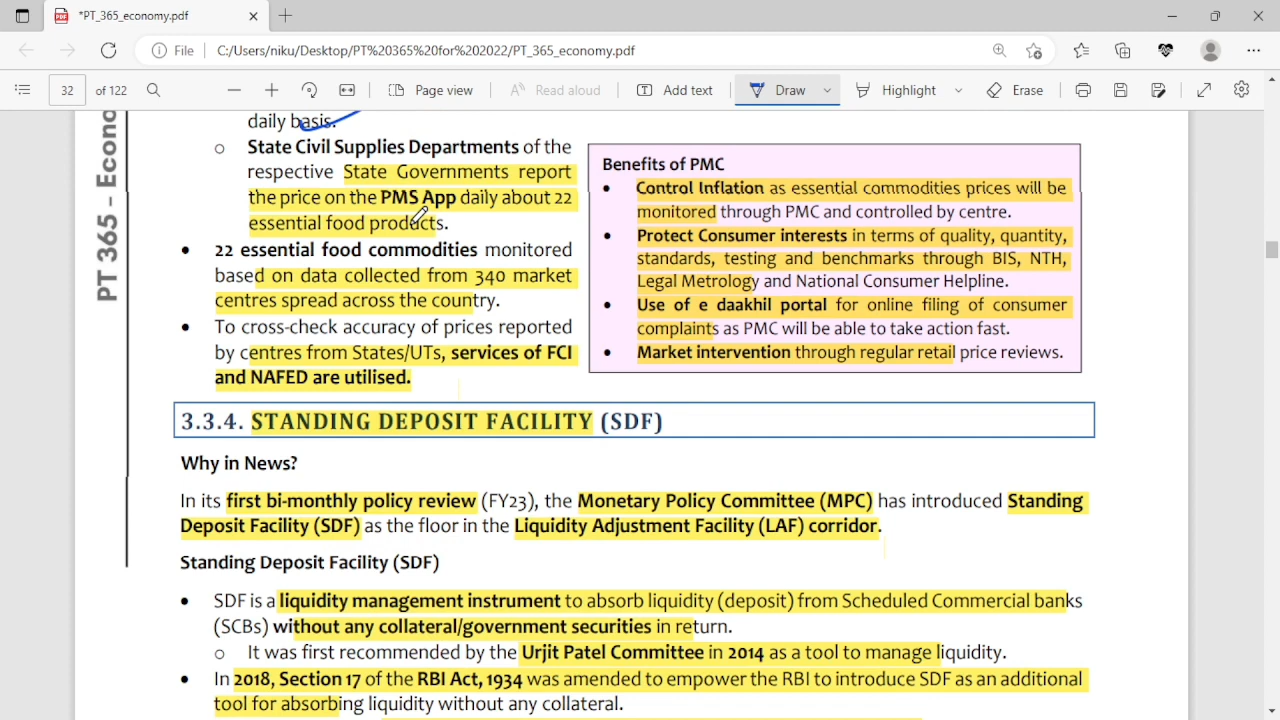 *PT_365_economy.pdf
File
C:/Users/niku/Desktop/PT%20365%20for%202022/PT_365_economy.pdf
32 of 122
Page view
Read aloud
Add text
Draw
Highlight
Erase
PT 365 - Econo
daily basis.
o State Civil Supplies Departments of the
respective State Governments report
the price on the PMS App daily about 22
essential food products.
• 22 essential food commodities monitored
based on data collected from 340 market
centres spread across the country.
• To cross-check accuracy of prices reported
by centres from States/UTs, services of FCI
and NAFED are utilised.
Benefits of PMC
• Control Inflation as essential commodities prices will be
monitored through PMC and controlled by centre.
• Protect Consumer interests in terms of quality, quantity,
standards, testing and benchmarks through BIS, NTH,
Legal Metrology and National Consumer Helpline.
• Use of e daakhil portal for online filing of consumer
complaints as PMC will be able to take action fast.
• Market intervention through regular retail price reviews.
3.3.4. STANDING DEPOSIT FACILITY (SDF)
Why in News?
In its first bi-monthly policy review (FY23), the Monetary Policy Committee (MPC) has introduced Standing
Deposit Facility (SDF) as the floor in the Liquidity Adjustment Facility (LAF) corridor.
Standing Deposit Facility (SDF)
• SDF is a liquidity management instrument to absorb liquidity (deposit) from Scheduled Commercial banks
(SCBs) without any collateral/government securities in return.
o It was first recommended by the Urjit Patel Committee in 2014 as a tool to manage liquidity.
• In 2018, Section 17 of the RBI Act, 1934 was amended to empower the RBI to introduce SDF as an additional
tool for absorbing liquidity without any collateral.